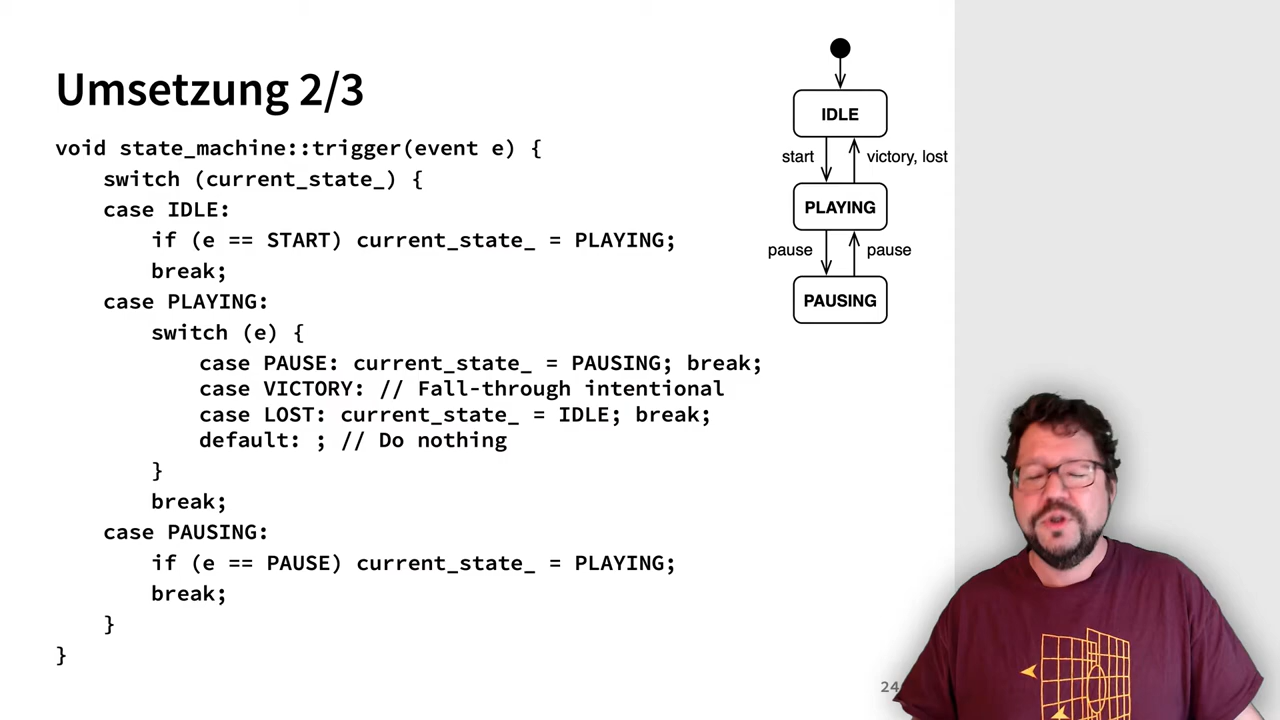 Umsetzung 2/3
void state_machine::trigger(event e) {
switch (current_state_) {
case IDLE:
if (e == START) current_state_ = PLAYING;
break;
case PLAYING:
switch (e) {
case PAUSE: current_state_ = PAUSING; break;
case VICTORY: // Fall-through intentional
case LOST: current_state_ = IDLE; break;
default: ; // Do nothing
}
break;
case PAUSING:
if (e == PAUSE) current_state_ = PLAYING;
break;
}
}
IDLE
start
victory, lost
PLAYING
pause
pause
PAUSING
24